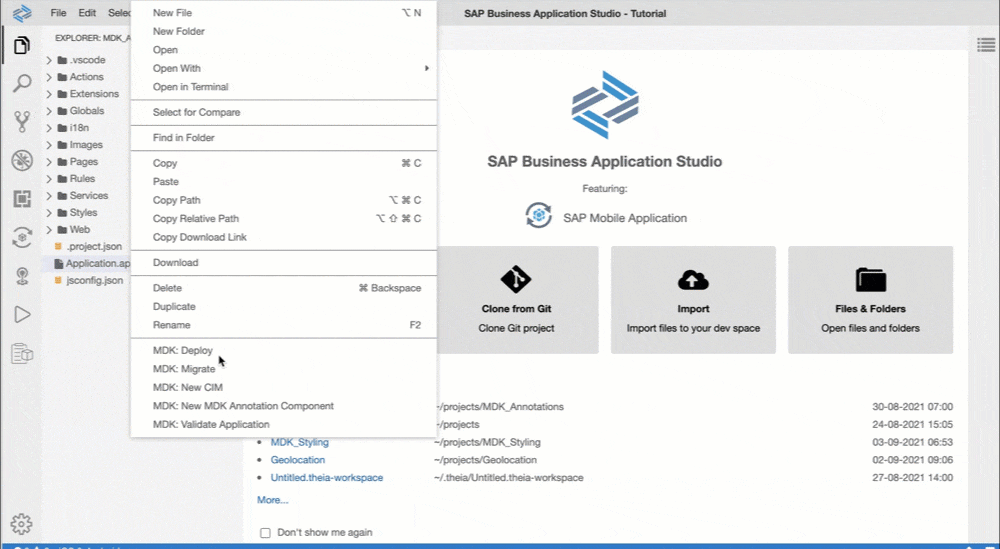 File Edit Selec
SAP Business Application Studio - Tutorial
EXPLORER: MDK_A
.vscode
Actions
Extensions
Globals
i18n
Images
Pages
Rules
Services
Styles
Web
.project.json
Application.ap
jsconfig.json
New File ⌥ N
New Folder
Open
Open With
Open in Terminal
Select for Compare
Find in Folder
Copy ⌘ C
Paste
Copy Path ⌥ ⌘ C
Copy Relative Path ⌥ ⇧ ⌘ C
Copy Download Link
Download
Delete ⌘ Backspace
Duplicate
Rename F2
MDK: Deploy
MDK: Migrate
MDK: New CIM
MDK: New MDK Annotation Component
MDK: Validate Application
SAP Business Application Studio
Featuring:
SAP Mobile Application
Clone from Git
Clone Git project
Import
Import files to your dev space
Files & Folders
Open files and folders
~/projects/MDK_Annotations 30-08-2021 07:00
~/projects 24-08-2021 15:05
MDK_Styling ~/projects/MDK_Styling 03-09-2021 06:53
Geolocation ~/projects/Geolocation 02-09-2021 09:06
Untitled.theia-workspace ~/.theia/Untitled.theia-workspace 27-08-2021 14:00
More...
Don't show me again